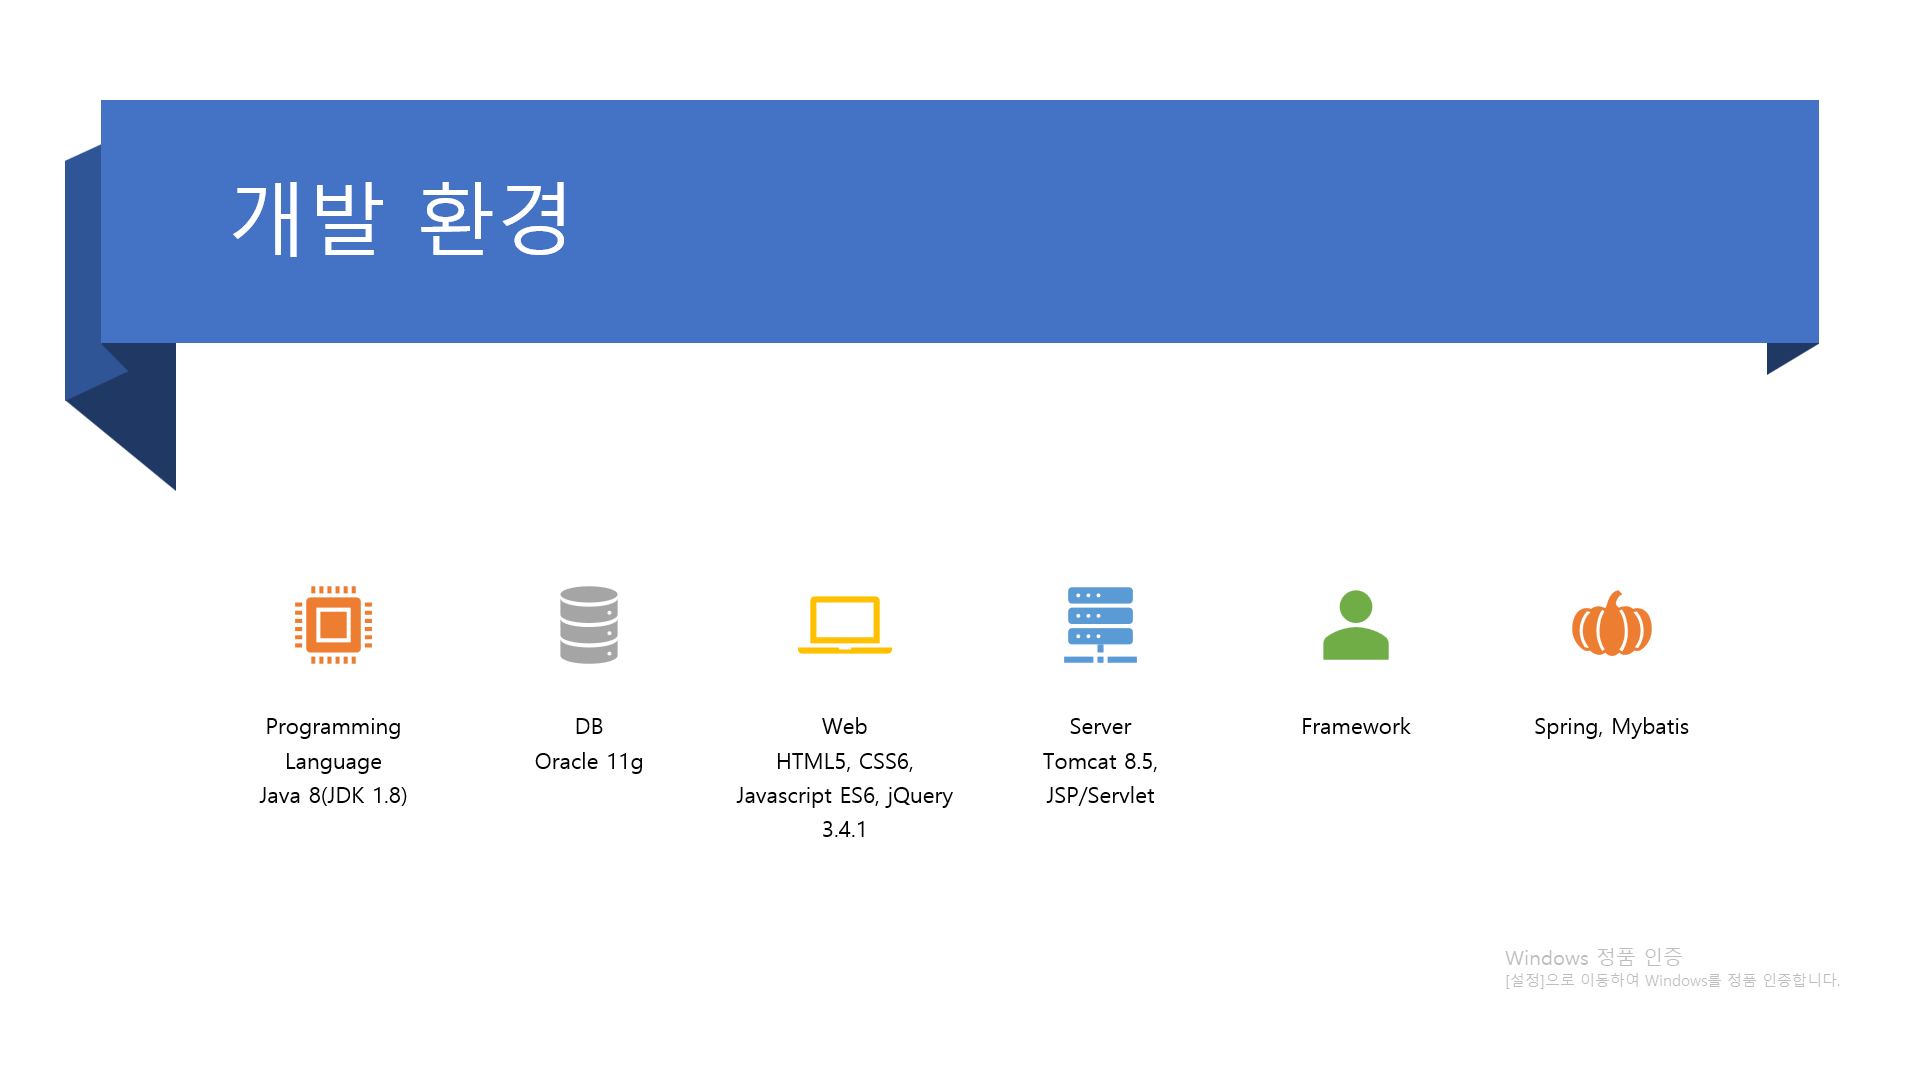 개발 환경
Programming
Language
Java 8(JDK 1.8)
DB
Oracle 11g
Web
HTML5, CSS6,
Javascript ES6, jQuery
3.4.1
Server
Tomcat 8.5,
JSP/Servlet
Framework
Spring, Mybatis
Windows 정품 인증
[설정]으로 이동하여 Windows를 정품 인증합니다.